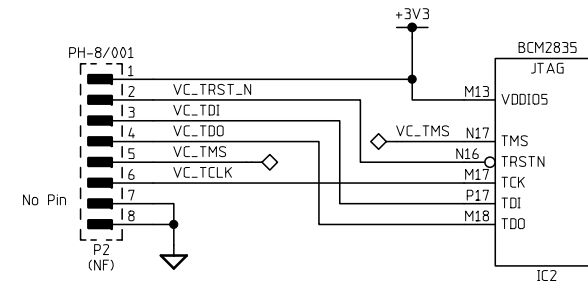 +3V3
PH-8/001
BCM2835
JTAG
1
2 VC_TRST_N
3 VC_TDI
4 VC_TDO
5 VC_TMS
6 VC_TCLK
No Pin 7
8
P2
(NF)
M13 VDDIO5
VC_TMS N17 TMS
N16 TRSTN
M17 TCK
P17 TDI
M18 TDO
IC2